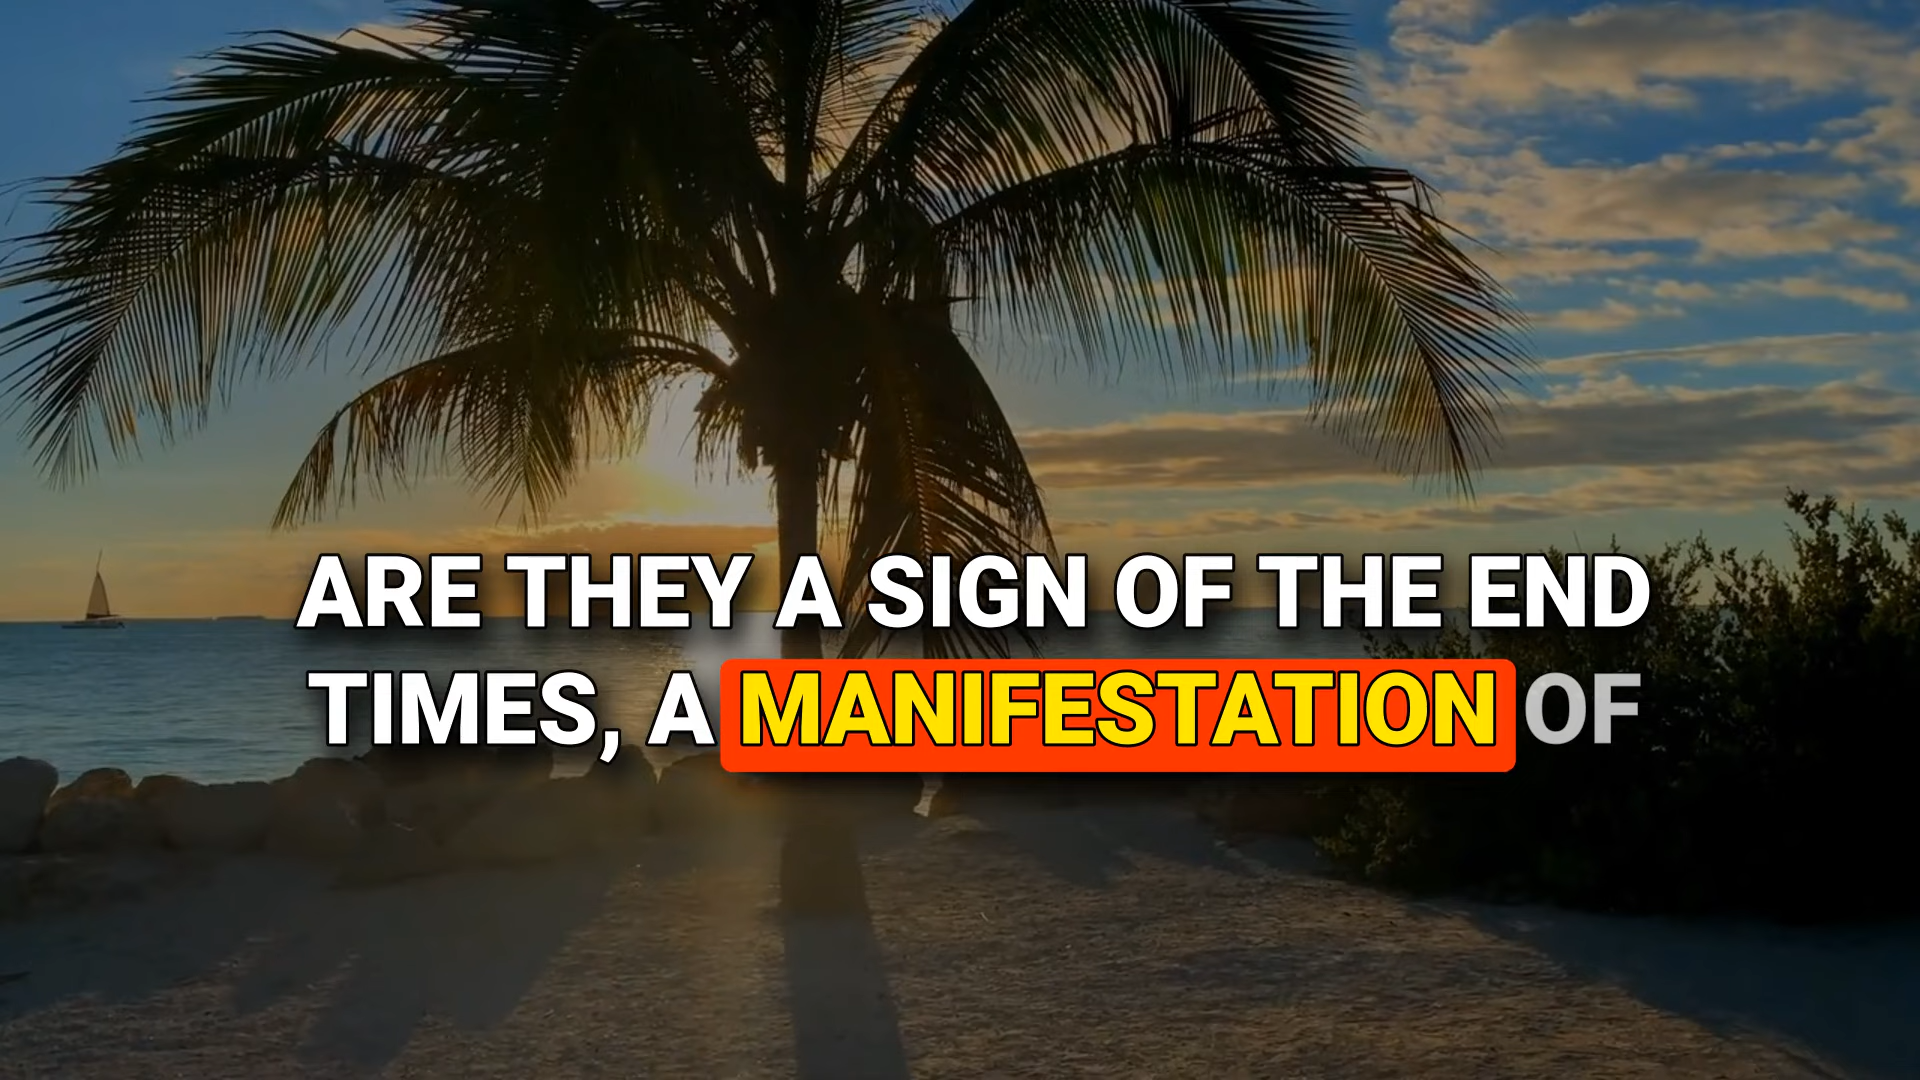 ARE THEY A SIGN OF THE END
TIMES, A MANIFESTATION OF